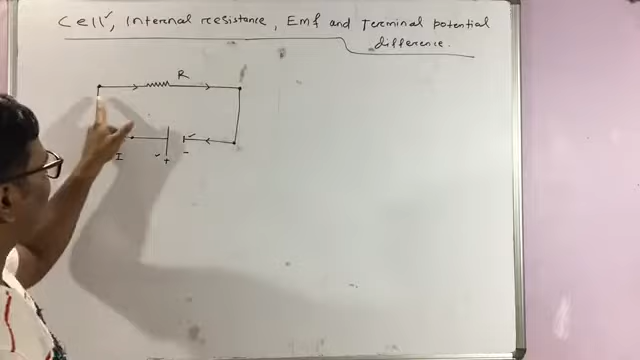 Cell, Internal resistance, Emf and Terminal potential
difference.
R
I
+ -